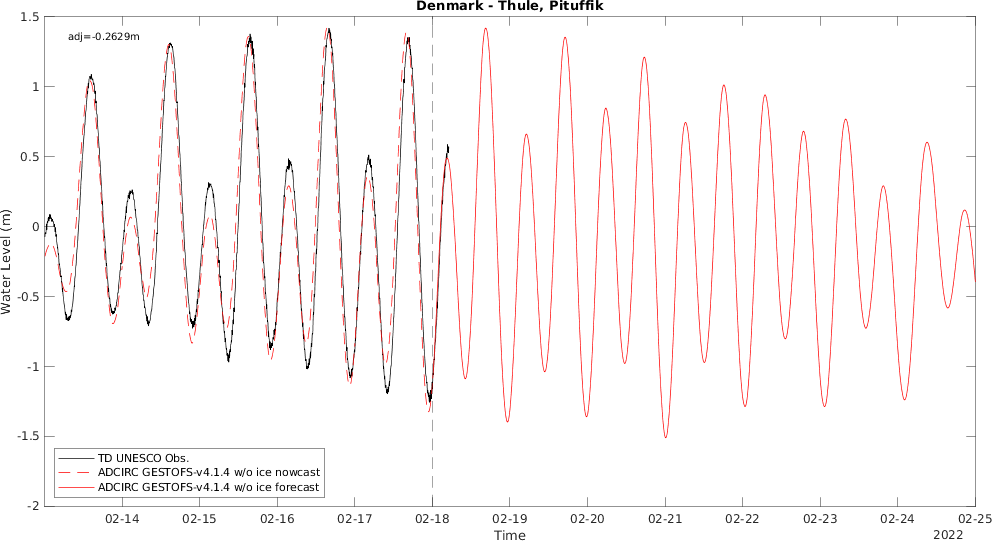 Denmark - Thule, Pituffik
adj=-0.2629m
1.5
1
0.5
0
-0.5
-1
-1.5
-2
Water Level (m)
TD UNESCO Obs.
ADCIRC GESTOFS-v4.1.4 w/o ice nowcast
ADCIRC GESTOFS-v4.1.4 w/o ice forecast
02-14 02-15 02-16 02-17 02-18 02-19 02-20 02-21 02-22 02-23 02-24 02-25
Time
2022